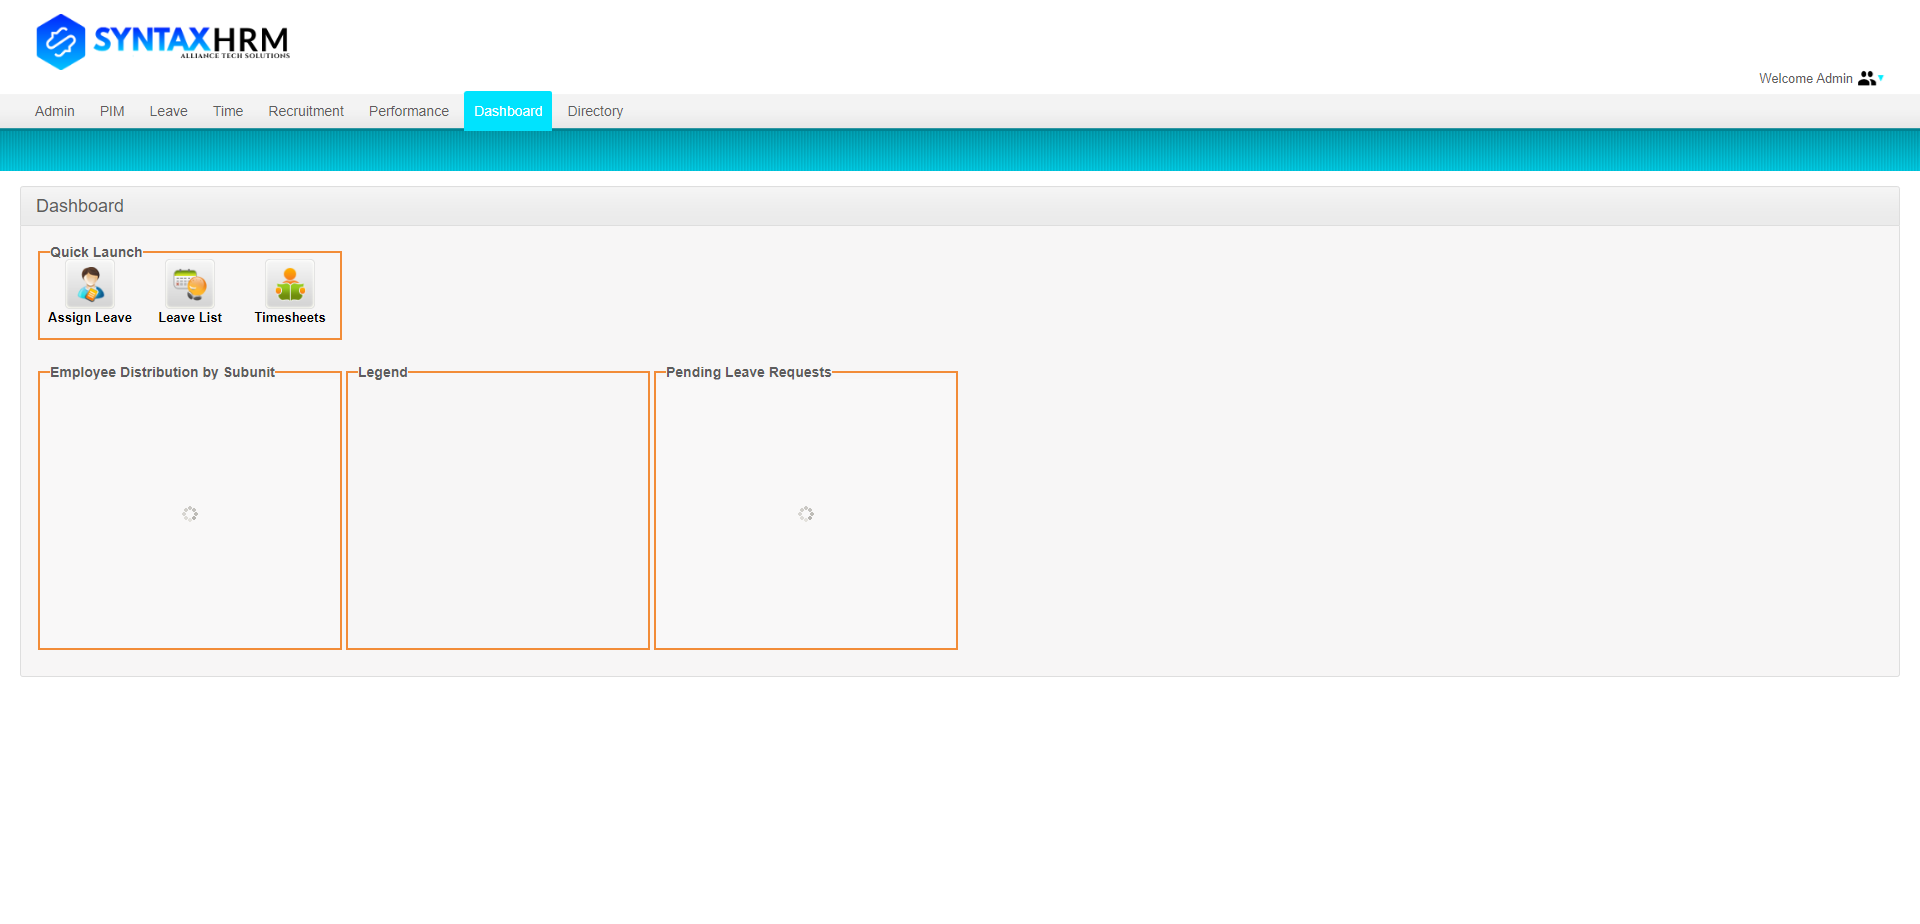 SYNTAXHRM
ALLIANCE TECH SOLUTIONS
Welcome Admin
Admin PIM Leave Time Recruitment Performance Dashboard Directory
Dashboard
Quick Launch
Assign Leave Leave List Timesheets
Employee Distribution by Subunit Legend Pending Leave Requests